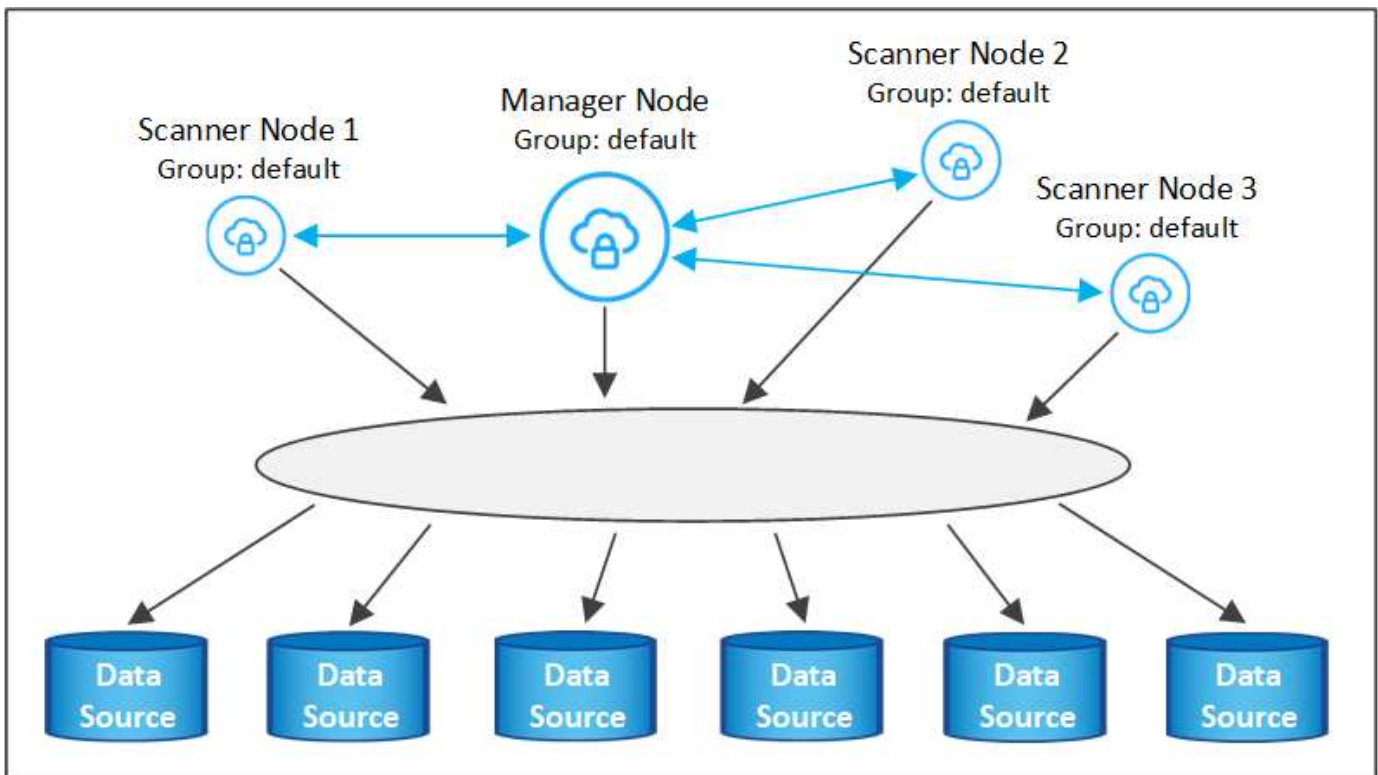 Scanner Node 1
Group: default
Manager Node
Group: default
Scanner Node 2
Group: default
Scanner Node 3
Group: default
Data
Source
Data
Source
Data
Source
Data
Source
Data
Source
Data
Source